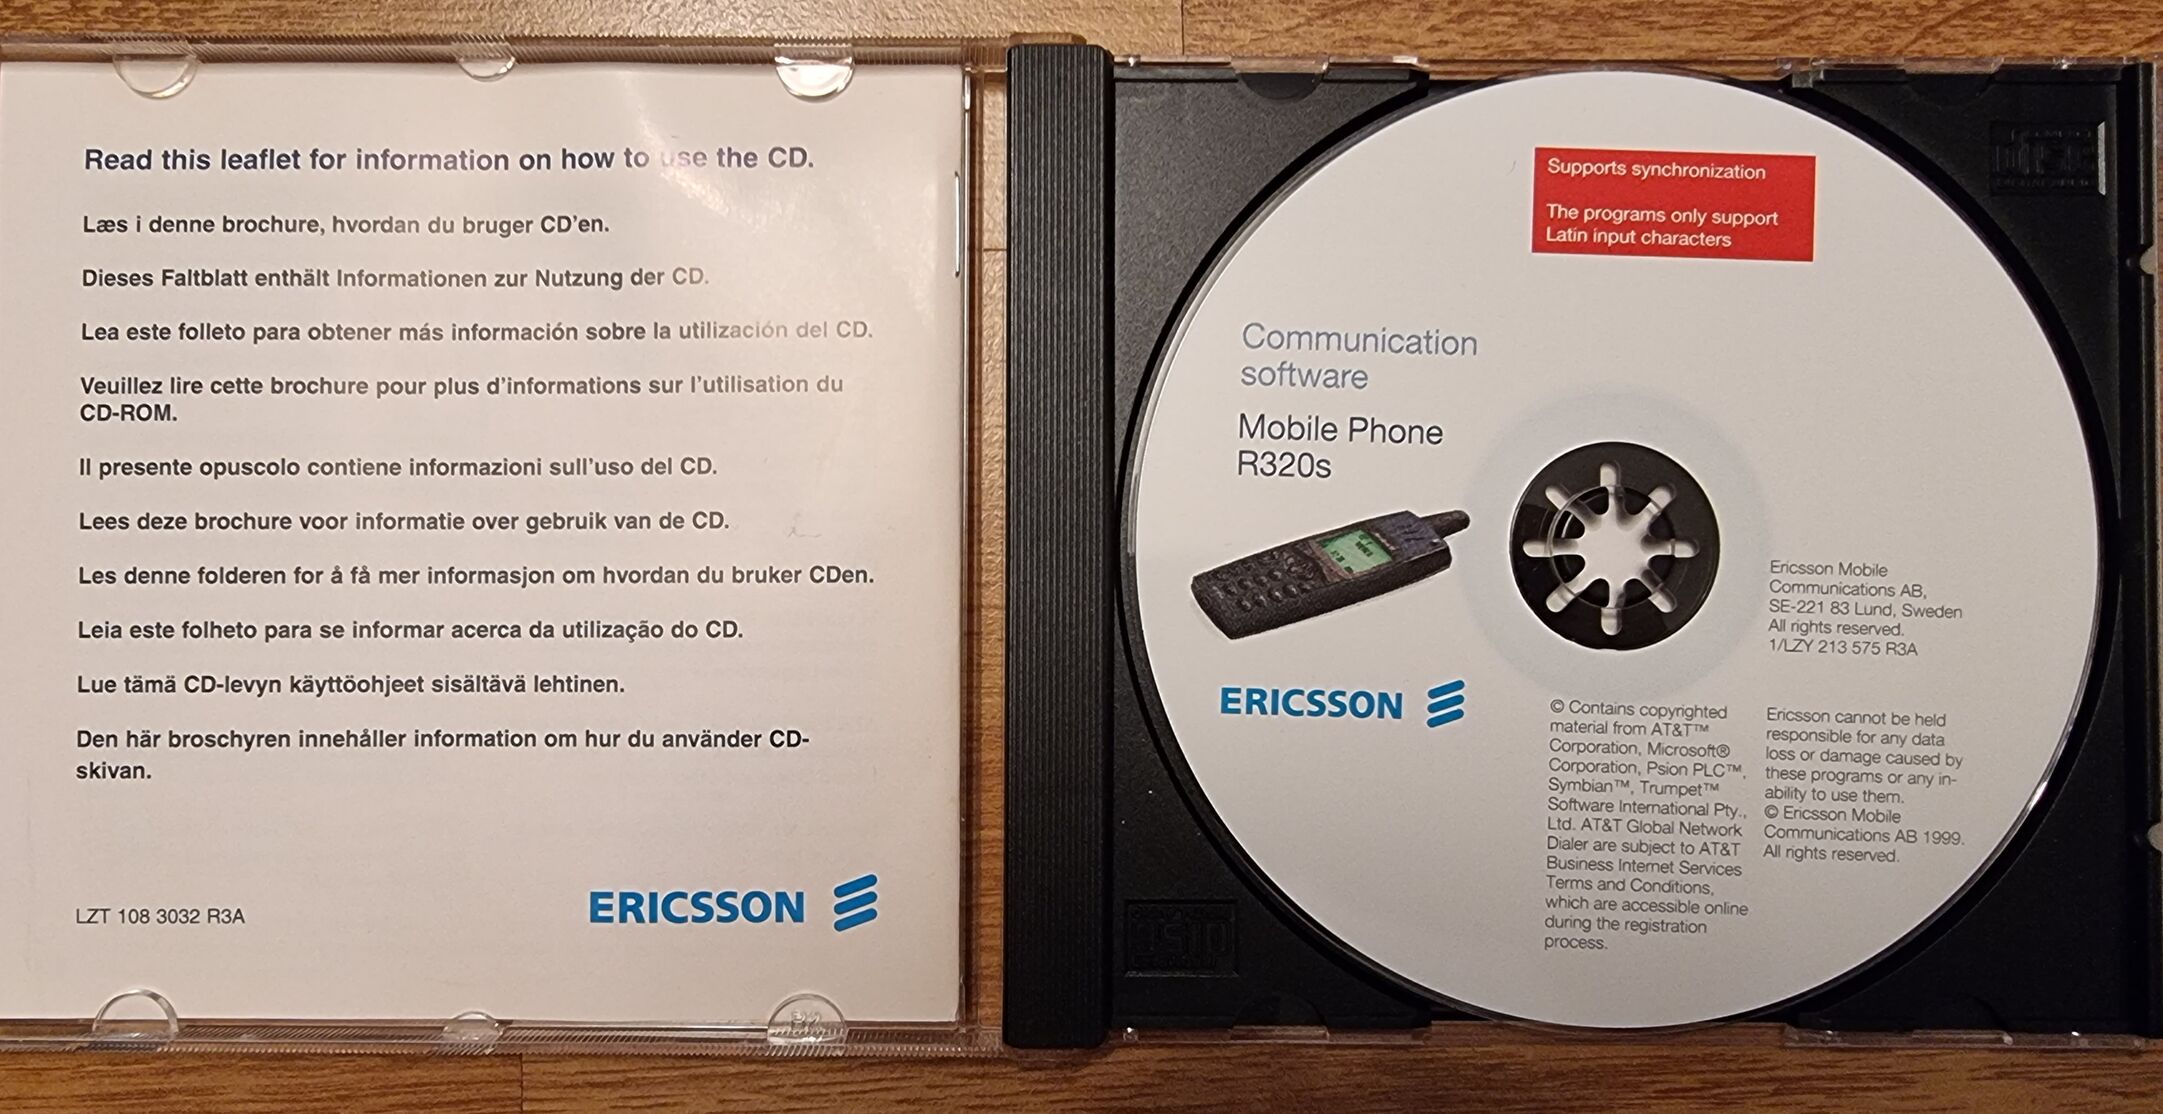 Read this leaflet for information on how to use the CD.
Læs i denne brochure, hvordan du bruger CD'en.
Dieses Faltblatt enthält Informationen zur Nutzung der CD.
Lea este folleto para obtener más información sobre la utilización del CD.
Veuillez lire cette brochure pour plus d'informations sur l'utilisation du
CD-ROM.
Il presente opuscolo contiene informazioni sull'uso del CD.
Lees deze brochure voor informatie over gebruik van de CD.
Les denne folderen for å få mer informasjon om hvordan du bruker CDen.
Leia este folheto para se informar acerca da utilização do CD.
Lue tämä CD-levyn käyttöohjeet sisältävä lehtinen.
Den här broschyren innehåller information om hur du använder CD-
skivan.
LZT 108 3032 R3A
ERICSSON
Supports synchronization
The programs only support
Latin input characters
Communication
software
Mobile Phone
R320s
ERICSSON
Ericsson Mobile
Communications AB,
SE-221 83 Lund, Sweden
All rights reserved.
1/LZY 213 575 R3A
© Contains copyrighted
material from AT&T™
Corporation, Microsoft®
Corporation, Psion PLC™,
Symbian™, Trumpet™
Software International Pty.,
Ltd. AT&T Global Network
Dialer are subject to AT&T
Business Internet Services
Terms and Conditions,
which are accessible online
during the registration
process.
Ericsson cannot be held
responsible for any data
loss or damage caused by
these programs or any in-
ability to use them.
© Ericsson Mobile
Communications AB 1999.
All rights reserved.